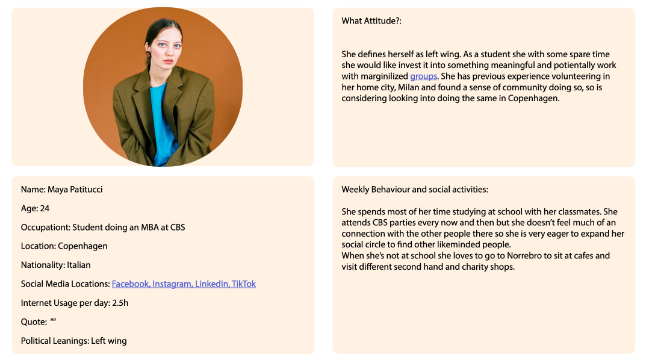 What Attitude?:
She defines herself as left wing. As a student she with some spare time
she would like invest it into something meaningful and potientally work
with marginilized groups. She has previous experience volunteering in
her home city, Milan and found a sense of community doing so, so is
considering looking into doing the same in Copenhagen.
Name: Maya Patitucci
Age: 24
Occupationt: Student doing an MBA at CBS
Location: Copenhagen
Nationality: Italian
Social Media Locations: Facebook, Instagram, LinkedIn, TikTok
Internet Usage per day: 2.5h
Quote: ""
Political Leanings: Left wing
Weekly Behaviour and social activities:
She spends most of her time studying at school with her classmates. She
attends CBS parties every now and then but she doesn't feel much of an
connection with the other people there so she is very eager to expand her
social circle to find other likeminded people.
When she's not at school she loves to go to Norrebro to sit at cafes and
visit different second hand and charity shops.